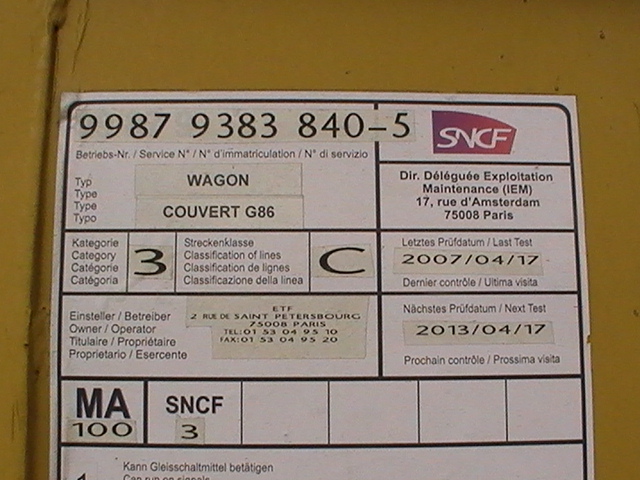 9987 9383 840-5
SNCF
Betriebs-Nr. / Service N° / N° d'immatriculation / N° di servizio
Typ
Type
Type
Typo
WAGON
COUVERT G86
Dir. Déléguée Exploitation
Maintenance (IEM)
17, rue d'Amsterdam
75008 Paris
Kategorie
Category
Catégorie
Catégoria
3
Streckenklasse
Classification of lines
Classification de lignes
Classificazione della linea
C
Letztes Prüfdatum / Last Test
2007/04/17
Dernier contrôle / Ultima visita
Einsteller / Betreiber
Owner / Operator
Titulaire / Propriétaire
Proprietario / Esercente
ETF
2 RUE DE SAINT PETERSBOURG
75008 PARIS
TEL:01 53 04 95 10
FAX:01 53 04 95 20
Nächstes Prüfdatum / Next Test
2013/04/17
Prochain contrôle / Prossima visita
MA
100
SNCF
3
Kann Gleisschaltmittel betätigen
Can run on signals